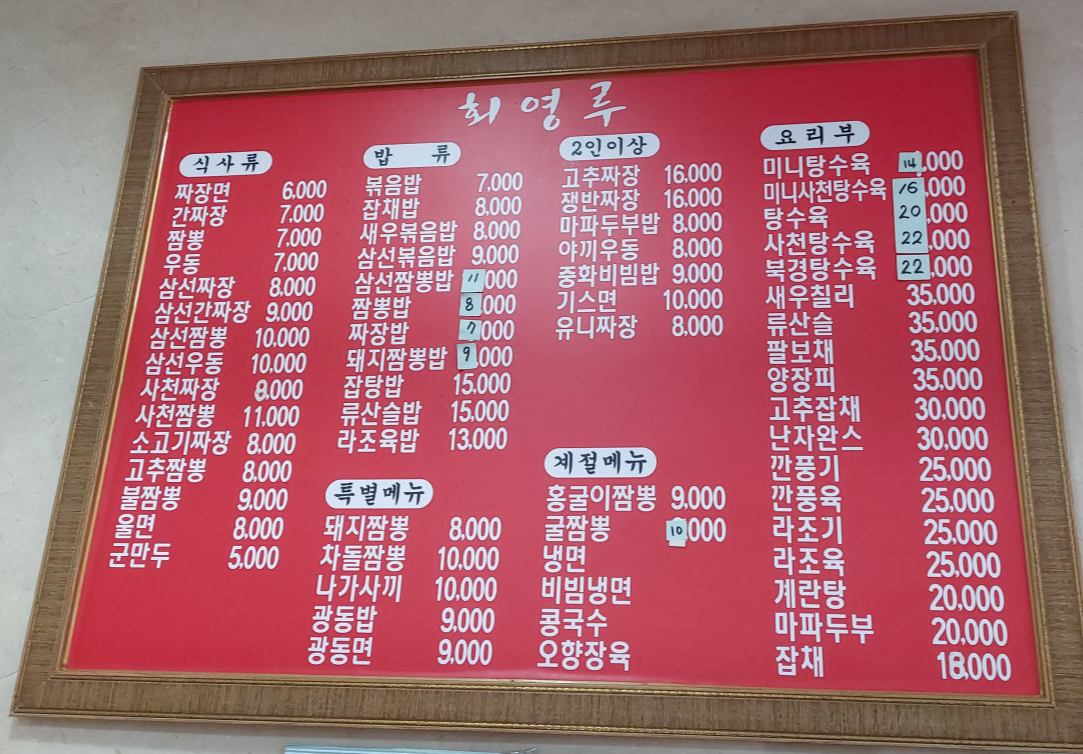 회영루
식사류
짜장면 6,000
간짜장 7,000
짬뽕 7,000
우동 7,000
삼선짜장 8,000
삼선간짜장 9,000
삼선짬뽕 10,000
삼선우동 10,000
사천짜장 8,000
사천짬뽕 11,000
소고기짜장 8,000
고추짬뽕 8,000
불짬뽕 9,000
울면 8,000
군만두 5,000
밥 류
볶음밥 7,000
잡채밥 8,000
새우볶음밥 8,000
삼선볶음밥 9,000
삼선짬뽕밥 11,000
짬뽕밥 8,000
짜장밥 7,000
돼지짬뽕밥 9,000
잡탕밥 15,000
류산슬밥 15,000
라조육밥 13,000
특별메뉴
돼지짬뽕 8,000
차돌짬뽕 10,000
나가사끼 10,000
광동밥 9,000
광동면 9,000
2인이상
고추짜장 16,000
쟁반짜장 16,000
마파두부밥 8,000
야끼우동 8,000
중화비빔밥 9,000
기스면 10,000
유니짜장 8,000
계절메뉴
홍굴이짬뽕 9,000
굴짬뽕 10,000
냉면
비빔냉면
콩국수
오향장육
요리부
미니탕수육 14,000
미니사천탕수육 16,000
탕수육 20,000
사천탕수육 22,000
북경탕수육 22,000
새우칠리 35,000
류산슬 35,000
팔보채 35,000
양장피 35,000
고추잡채 30,000
난자완스 30,000
깐풍기 25,000
깐풍육 25,000
라조기 25,000
라조육 25,000
계란탕 20,000
마파두부 20,000
잡채